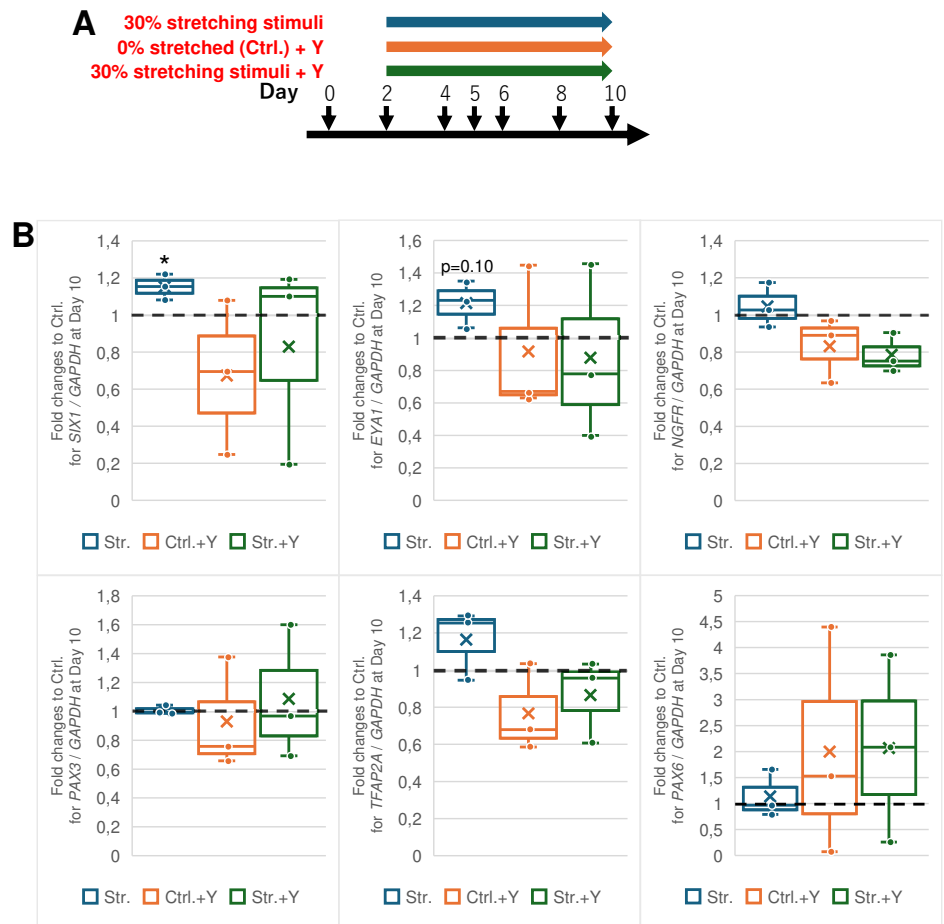 A
30% stretching stimuli
0% stretched (Ctrl.) + Y
30% stretching stimuli + Y
Day 0 2 4 5 6 8 10
B
Fold changes to Ctrl.
for SIX1 / GAPDH at Day 10
1,4
1,2
1
0,8
0,6
0,4
0,2
0
*
Str. Ctrl.+Y Str.+Y
Fold changes to Ctrl.
for EYA1 / GAPDH at Day 10
1,6
1,4
1,2
1
0,8
0,6
0,4
0,2
0
p=0.10
Str. Ctrl.+Y Str.+Y
Fold changes to Ctrl.
for NGFR / GAPDH at Day 10
1,4
1,2
1
0,8
0,6
0,4
0,2
0
Str. Ctrl.+Y Str.+Y
Fold changes to Ctrl.
for PAX3 / GAPDH at Day 10
1,8
1,6
1,4
1,2
1
0,8
0,6
0,4
0,2
0
Str. Ctrl.+Y Str.+Y
Fold changes to Ctrl.
for TFAP2A / GAPDH at Day 10
1,4
1,2
1
0,8
0,6
0,4
0,2
0
Str. Ctrl.+Y Str.+Y
Fold changes to Ctrl.
for PAX6 / GAPDH at Day 10
5
4,5
4
3,5
3
2,5
2
1,5
1
0,5
0
Str. Ctrl.+Y Str.+Y